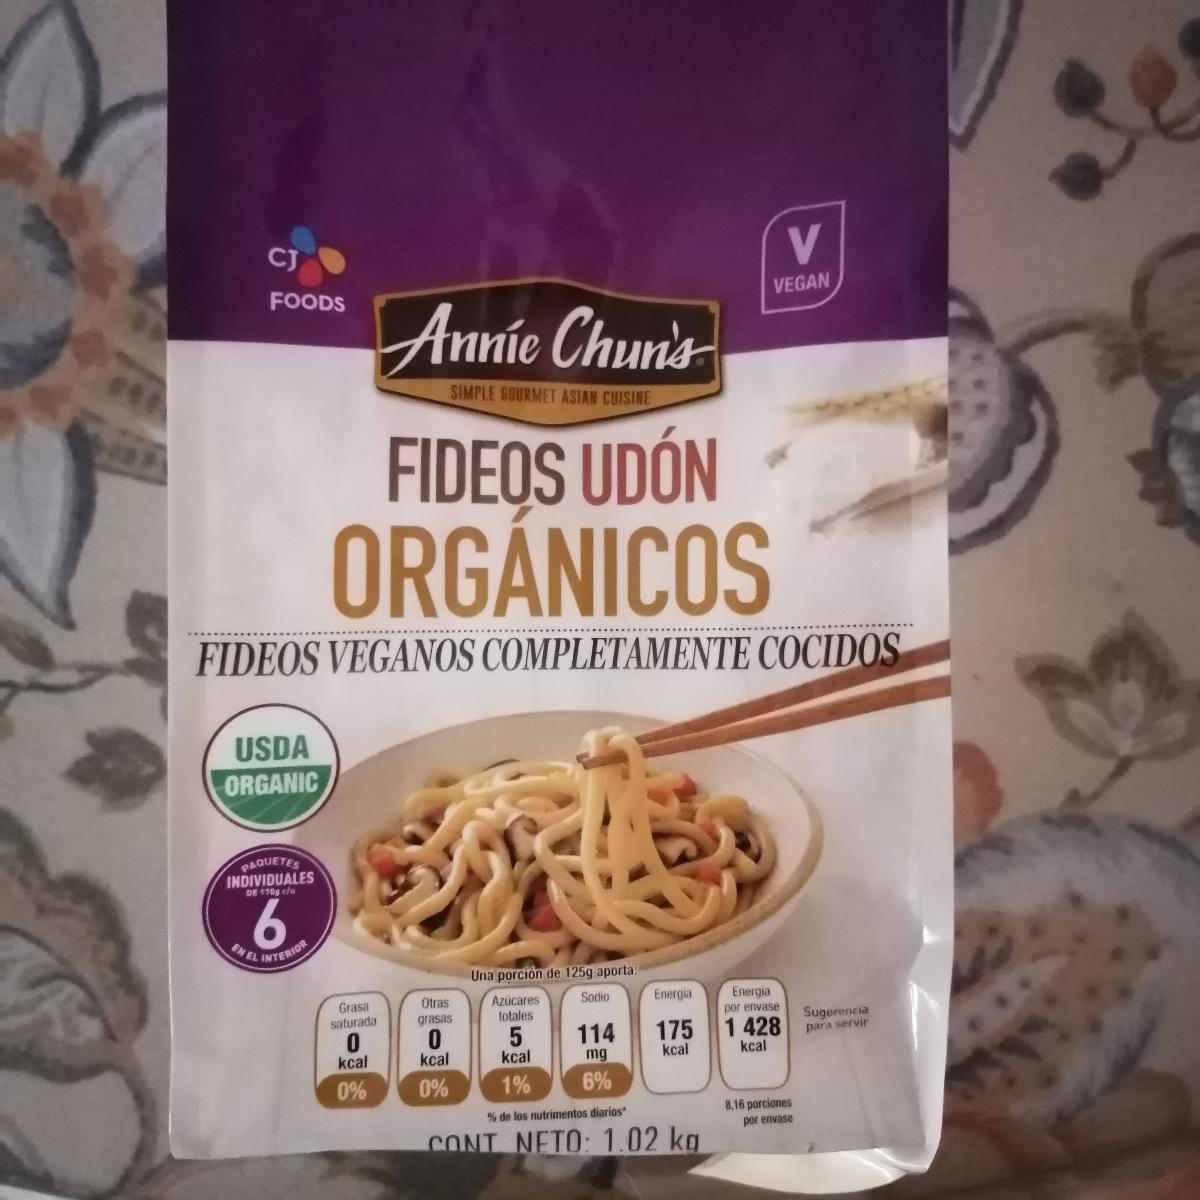 CJ
FOODS
V
VEGAN
Annie Chun's®
SIMPLE GOURMET ASIAN CUISINE
FIDEOS UDÓN
ORGÁNICOS
FIDEOS VEGANOS COMPLETAMENTE COCIDOS
USDA
ORGANIC
PAQUETES
INDIVIDUALES
DE 170g c/u
6
EN EL INTERIOR
Una porción de 125g aporta:
Grasa
saturada
0
kcal
0%
Otras
grasas
0
kcal
0%
Azúcares
totales
5
kcal
1%
Sodio
114
mg
6%
Energía
175
kcal
Energía
por envase
1 428
kcal
Sugerencia
para servir
% de los nutrimentos diarios*
8,16 porciones
por envase
CONT. NETO: 1.02 kg